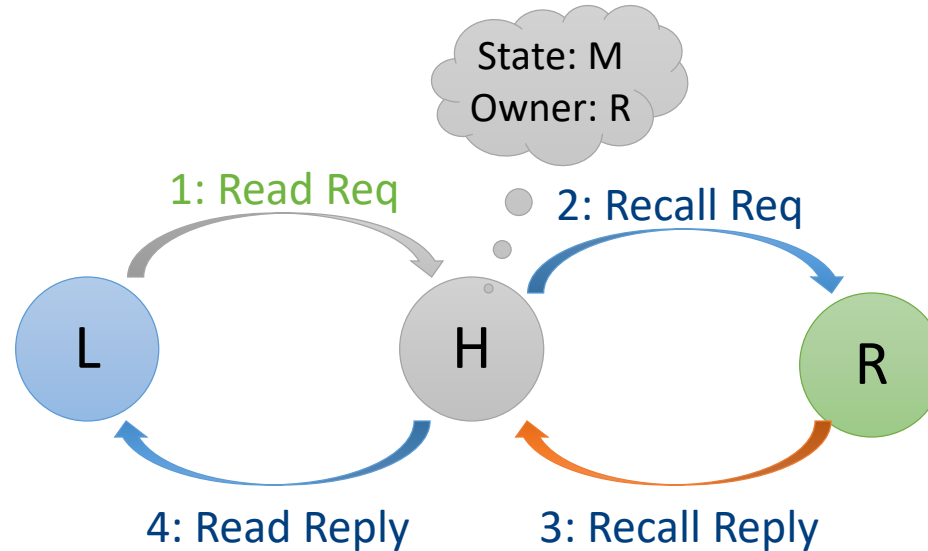 State: M
Owner: R
1: Read Req
2: Recall Req
L
H
R
4: Read Reply
3: Recall Reply